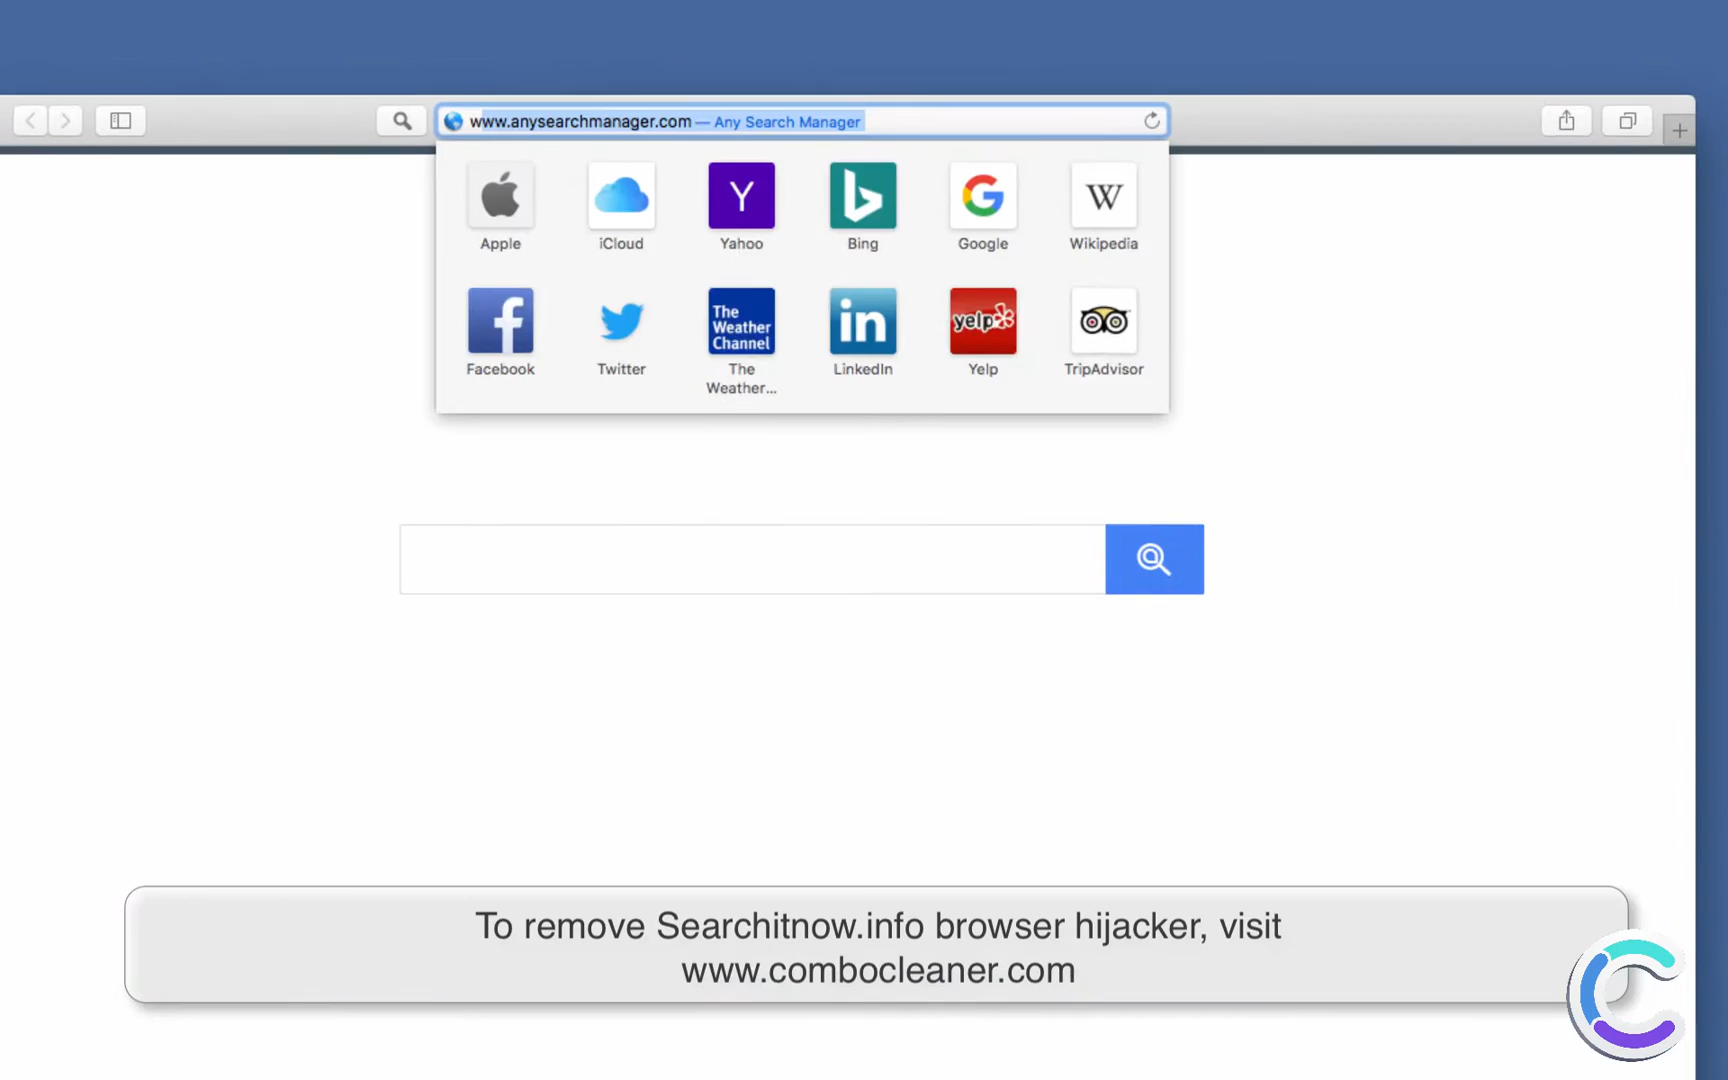 www.anysearchmanager.com — Any Search Manager
Apple
iCloud
Y
Yahoo
Bing
G
Google
W
Wikipedia
f
Facebook
Twitter
The
Weather
Channel
The
Weather...
in
LinkedIn
yelp
Yelp
TripAdvisor
To remove Searchitnow.info browser hijacker, visit
www.combocleaner.com